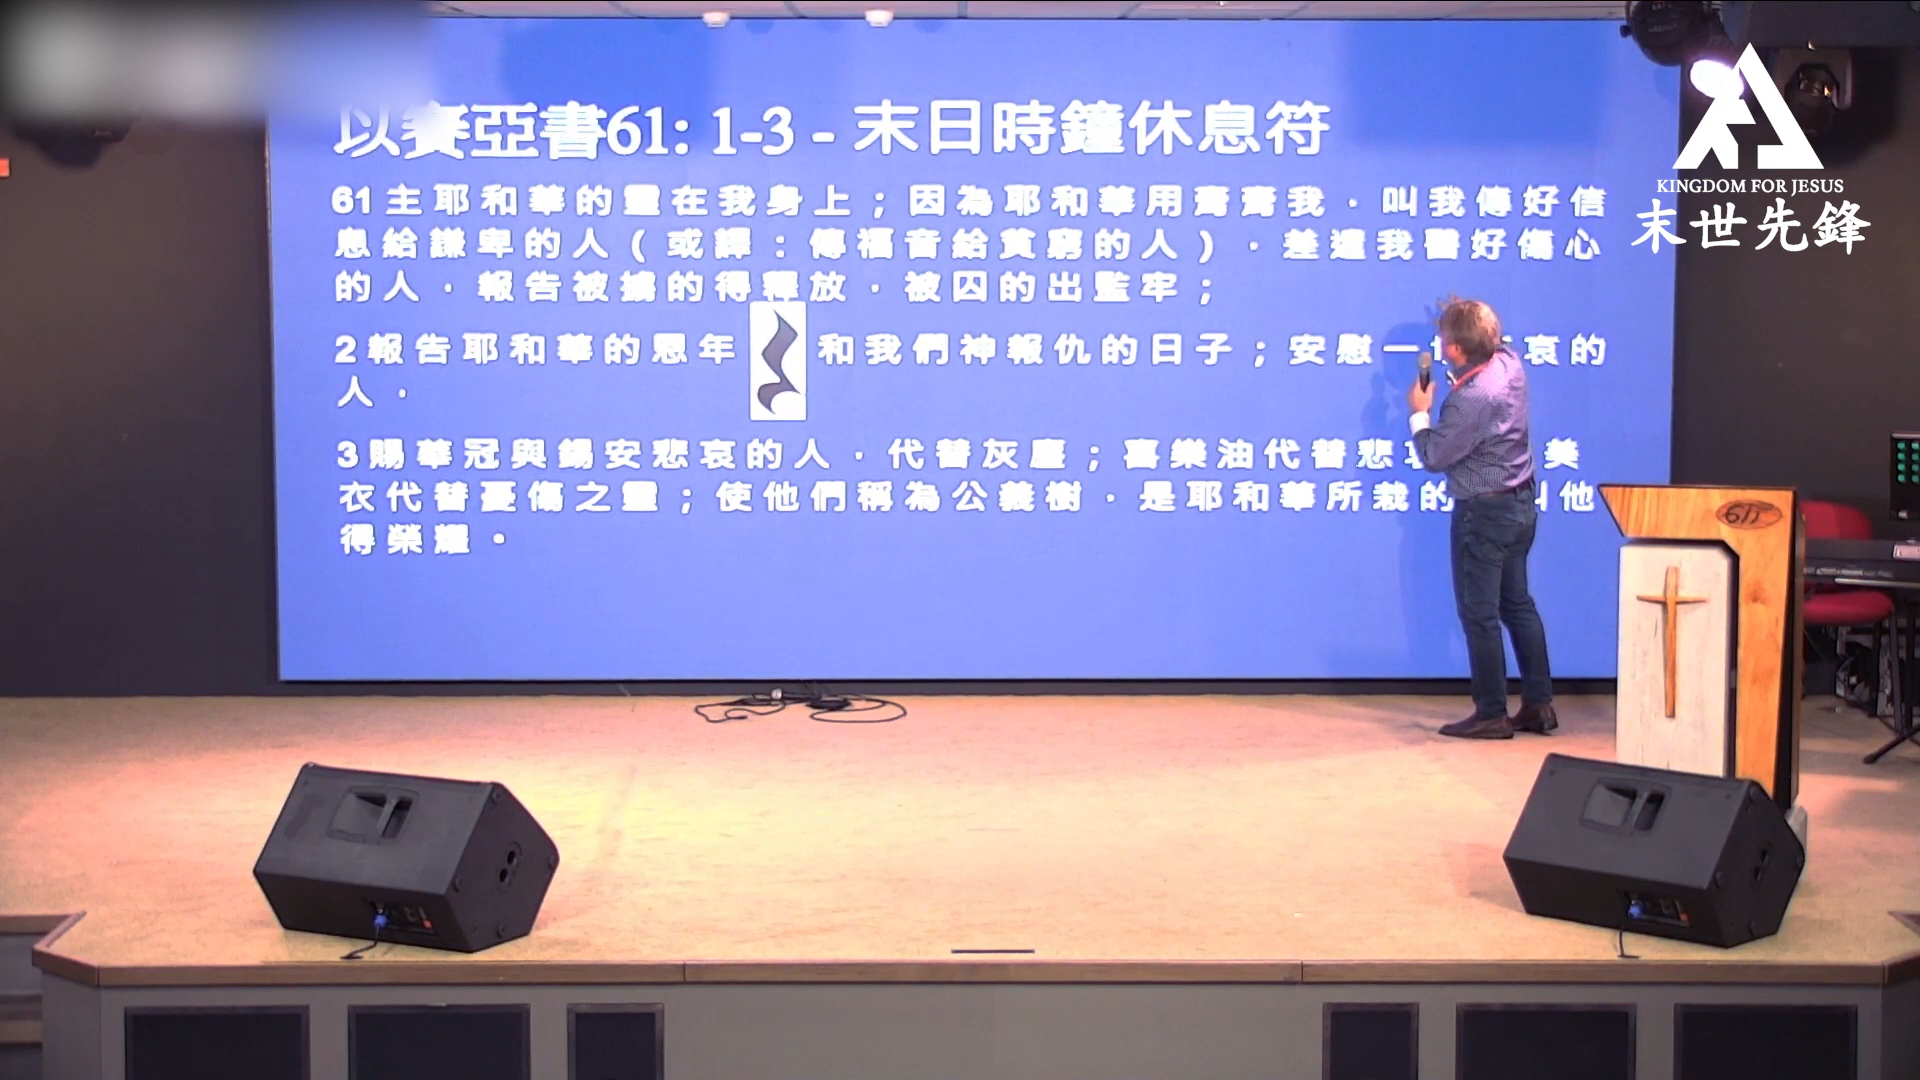 以賽亞書61: 1-3 - 末日時鐘休息符
61主耶和華的靈在我身上；因為耶和華用膏膏我．叫我傳好信
息給謙卑的人(或譯：傳福音給貧窮的人)．差遣我醫好傷心
的人．報告被擄的得釋放．被囚的出監牢；
2報告耶和華的恩年 和我們神報仇的日子；安慰一 哀的
人．
3賜華冠與錫安悲哀的人．代替灰塵；喜樂油代替悲 美
衣代替憂傷之靈；使他們稱為公義樹．是耶和華所栽的 他
得榮耀。
KINGDOM FOR JESUS
末世先鋒
611